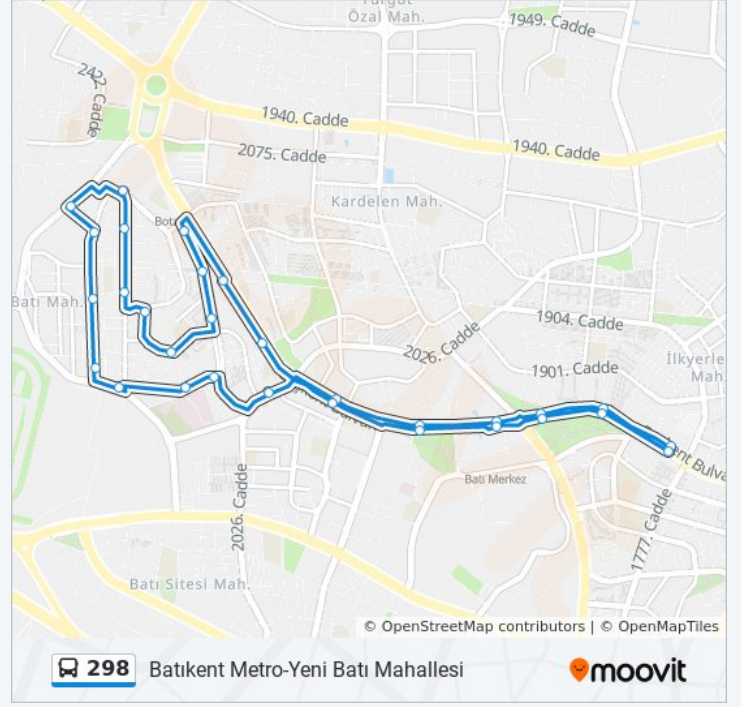 Özal Mah.
1949. Cadde
2422. Cadde
1940. Cadde
1940. Cadde
2075. Cadde
Kardelen Mah.
Batı Mah.
1904. Cadde
2026. Cadde
1901. Cadde
İlkyerle
Mah.
Batı Merkez
2026. Cadde
1777. Cadde
Batı Sitesi Mah.
© OpenStreetMap contributors | © OpenMapTiles
298 Batıkent Metro-Yeni Batı Mahallesi
moovit